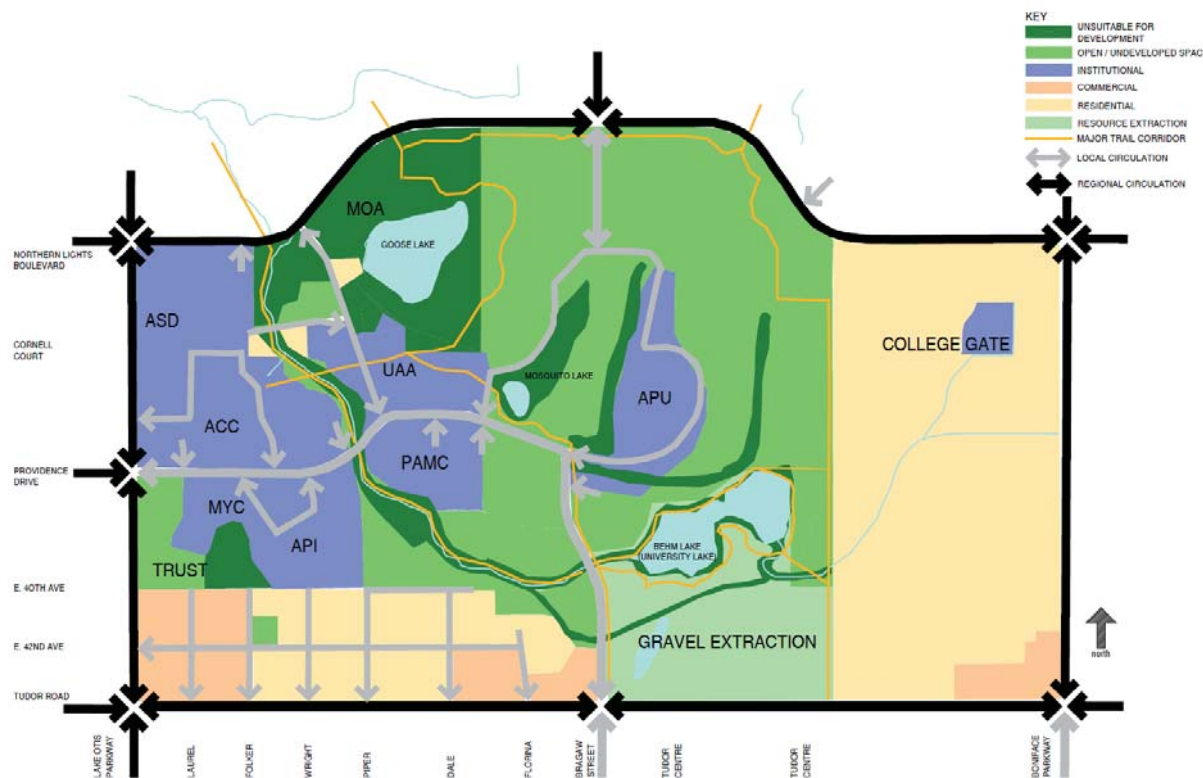 KEY
UNSUITABLE FOR
DEVELOPMENT
OPEN / UNDEVELOPED SPAC
INSTITUTIONAL
COMMERCIAL
RESIDENTIAL
RESOURCE EXTRACTION
MAJOR TRAIL CORRIDOR
LOCAL CIRCULATION
REGIONAL CIRCULATION
MOA
GOOSE LAKE
NORTHERN LIGHTS
BOULEVARD
ASD
CORNELL
COURT
COLLEGE GATE
UAA
MOSQUITO LAKE
APU
ACC
PAMC
PROVIDENCE
DRIVE
MYC
API
BEHM LAKE
(UNIVERSITY LAKE)
TRUST
E. 40TH AVE
E. 42ND AVE
GRAVEL EXTRACTION
north
TUDOR ROAD
LAKE OTIS
PARKWAY
LAUREL
FOLKER
WRIGHT
PIPER
DALE
FLORINA
BRAGAW
STREET
TUDOR
CENTRE
TUDOR
CENTRE
BONIFACE
PARKWAY